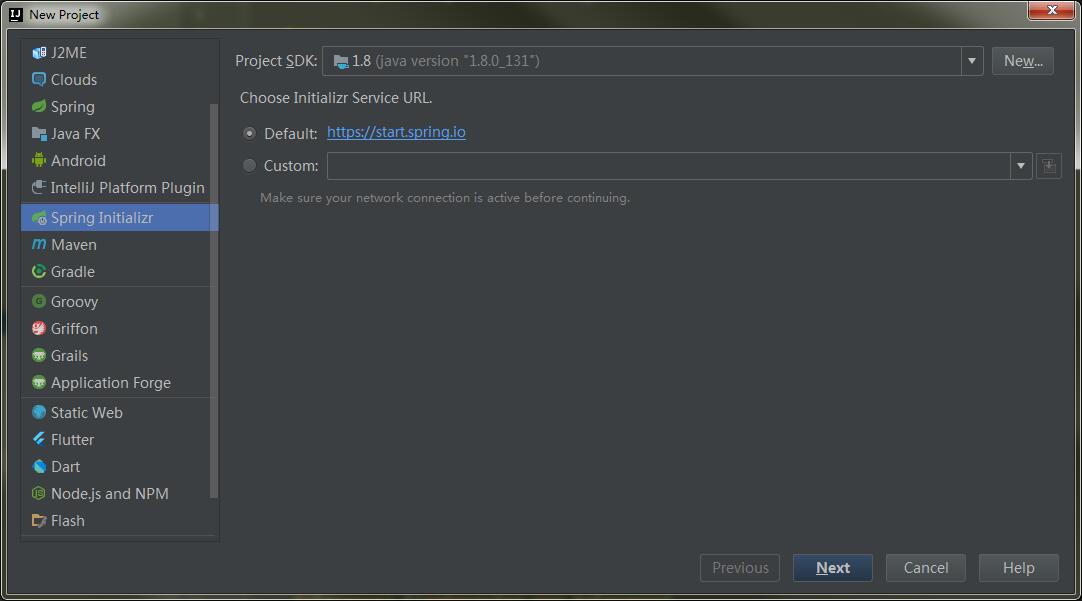 New Project
J2ME
Clouds
Spring
Java FX
Android
IntelliJ Platform Plugin
Spring Initializr
Maven
Gradle
Groovy
Griffon
Grails
Application Forge
Static Web
Flutter
Dart
Node.js and NPM
Flash
Project SDK: 1.8 (java version "1.8.0_131") New...
Choose Initializr Service URL.
Default: https://start.spring.io
Custom:
Make sure your network connection is active before continuing.
Previous Next Cancel Help